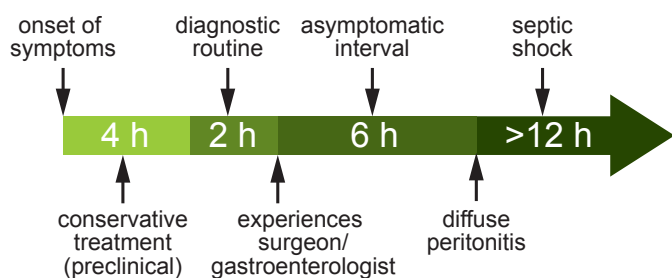 onset of
symptoms
diagnostic
routine
asymptomatic
interval
septic
shock
4 h
2 h
6 h
>12 h
conservative
treatment
(preclinical)
experiences
surgeon/
gastroenterologist
diffuse
peritonitis